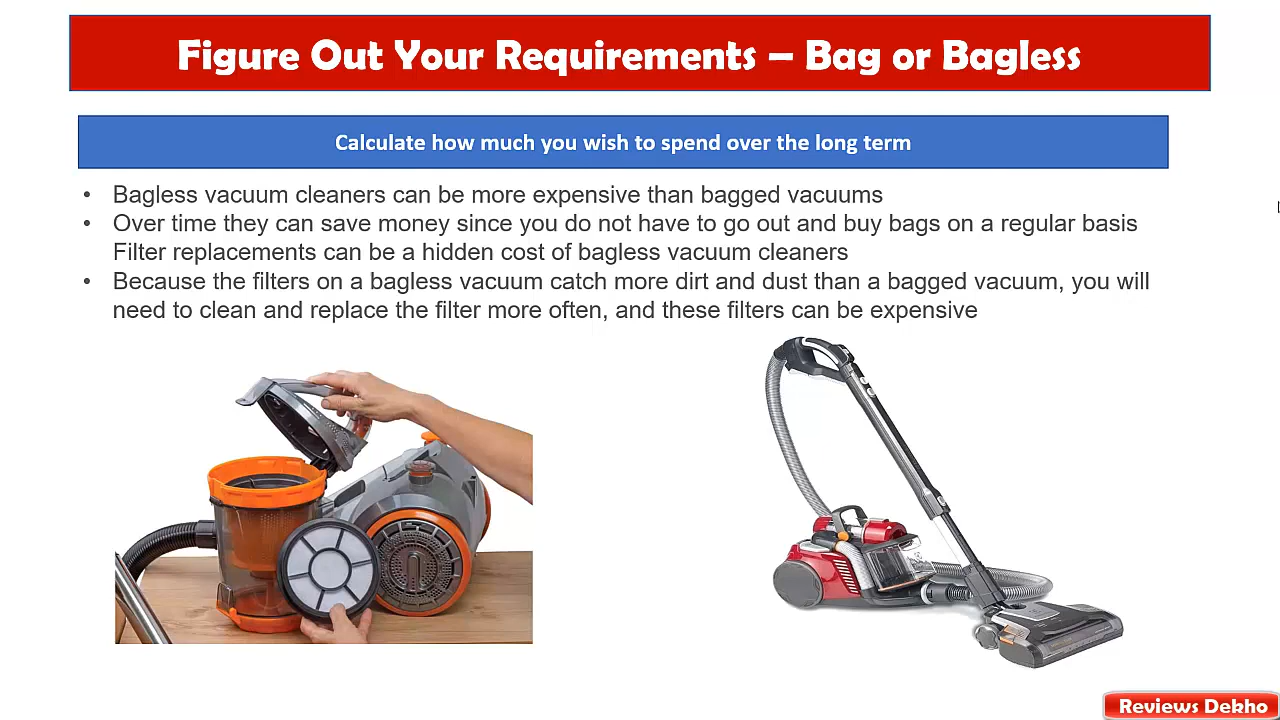 Figure Out Your Requirements – Bag or Bagless
Calculate how much you wish to spend over the long term
• Bagless vacuum cleaners can be more expensive than bagged vacuums
• Over time they can save money since you do not have to go out and buy bags on a regular basis
Filter replacements can be a hidden cost of bagless vacuum cleaners
• Because the filters on a bagless vacuum catch more dirt and dust than a bagged vacuum, you will
need to clean and replace the filter more often, and these filters can be expensive
Reviews Dekho